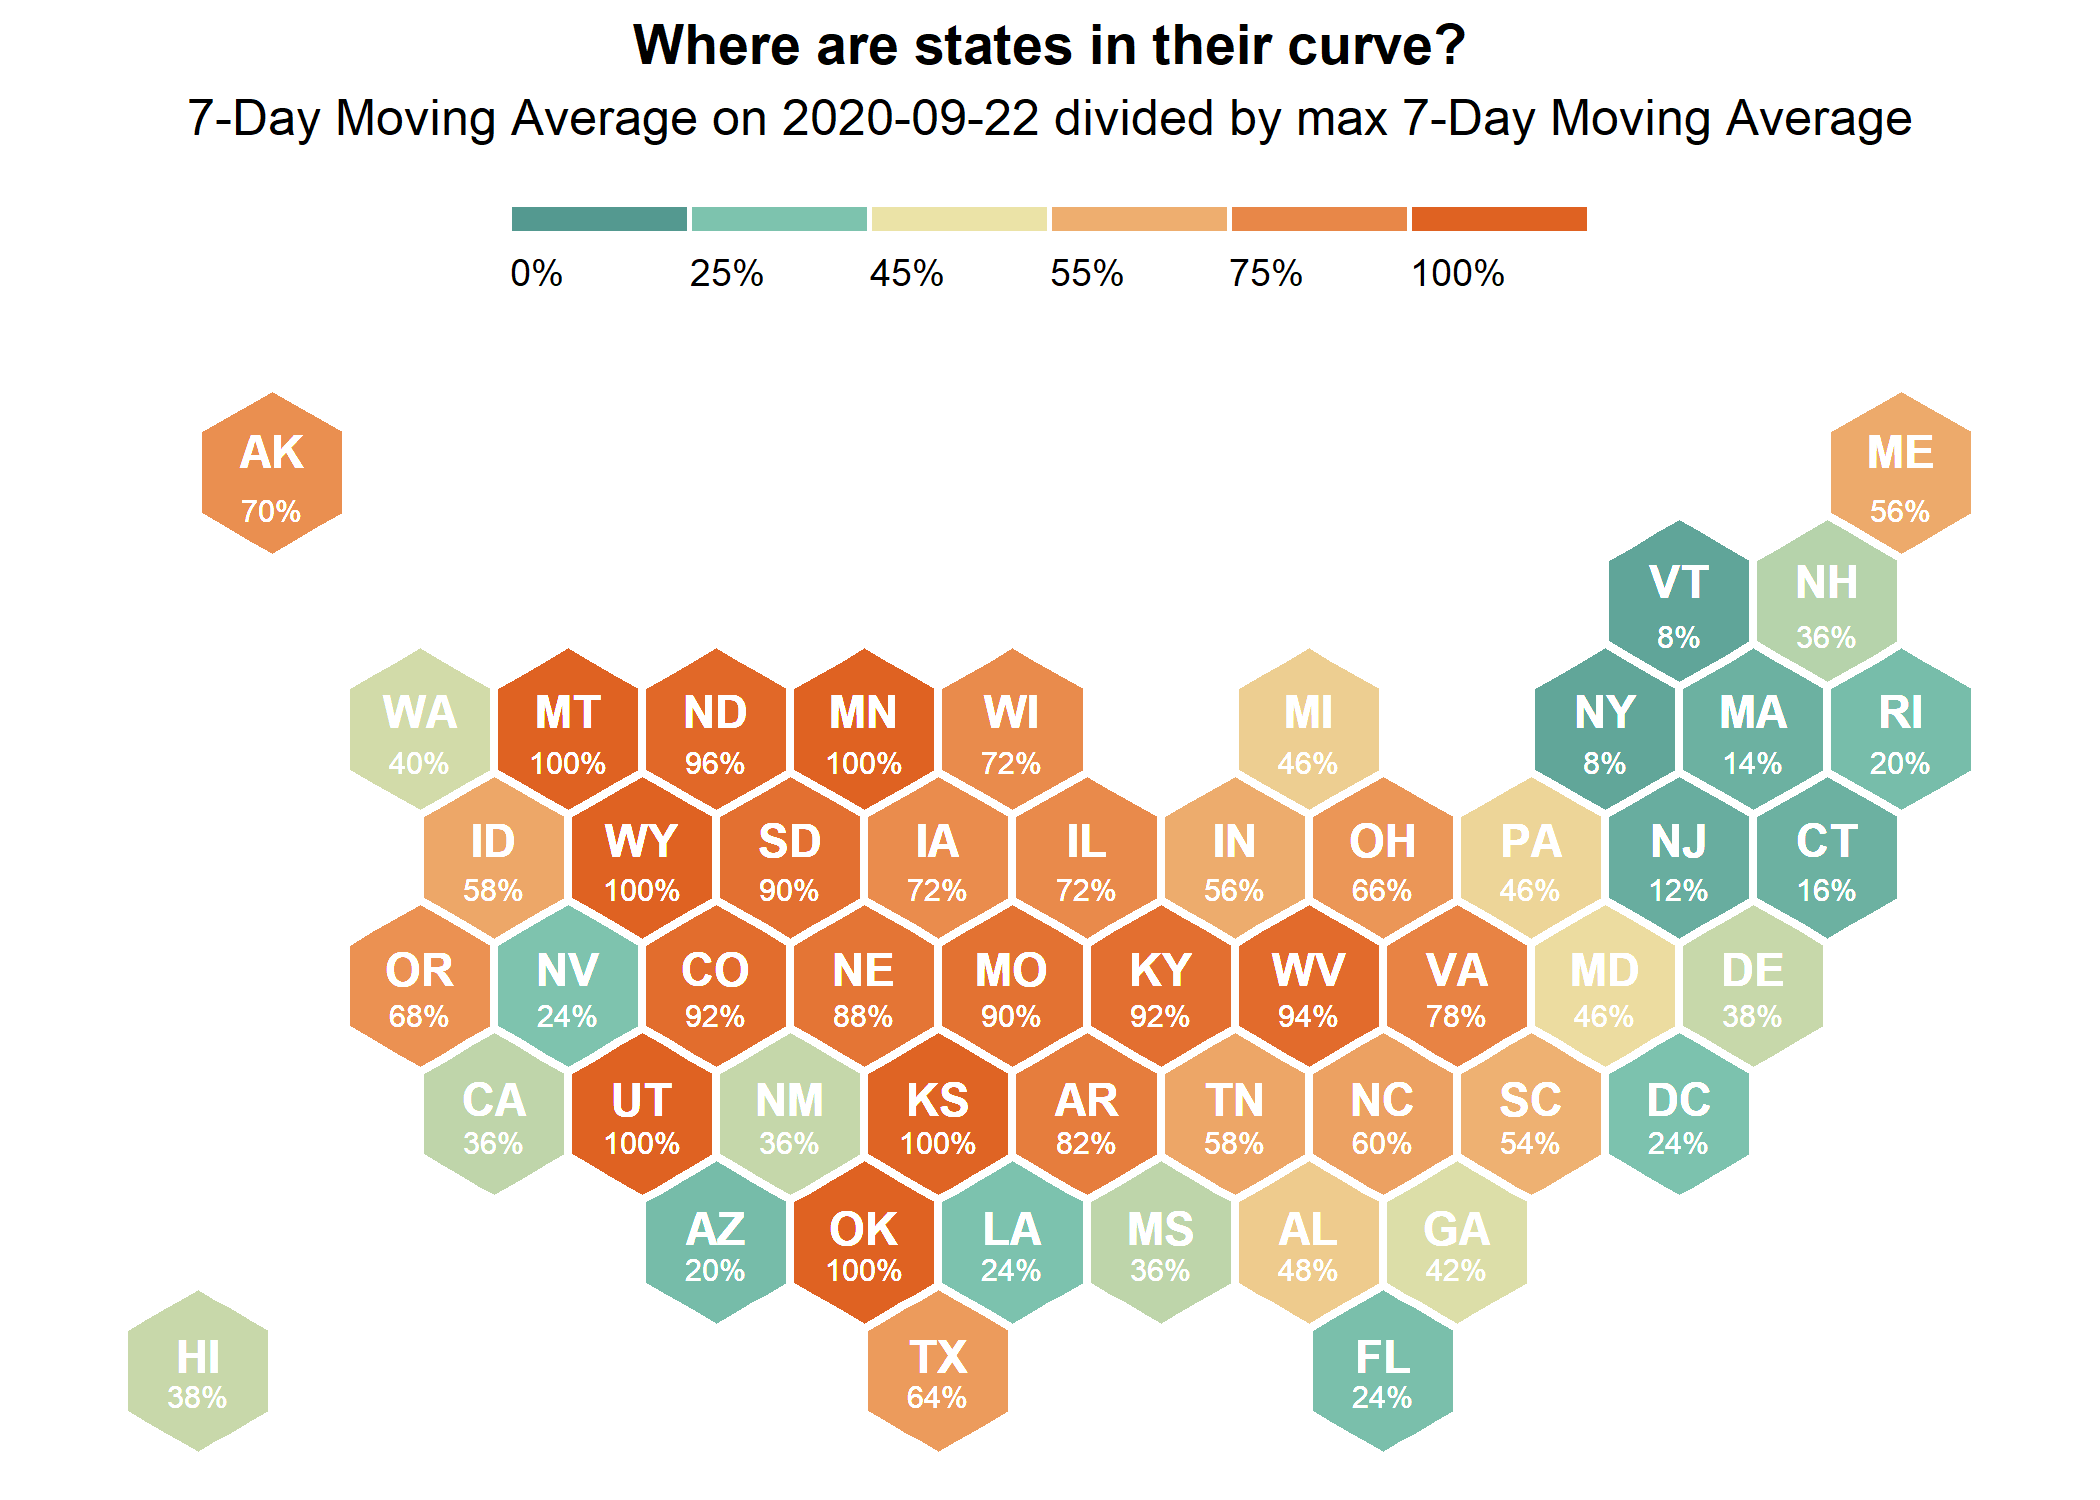 Where are states in their curve?
7-Day Moving Average on 2020-09-22 divided by max 7-Day Moving Average
0% 25% 45% 55% 75% 100%
AK ME
70% 56%
VT NH
8% 36%
WA MT ND MN WI MI NY MA RI
40% 100% 96% 100% 72% 46% 8% 14% 20%
ID WY SD IA IL IN OH PA NJ CT
58% 100% 90% 72% 72% 56% 66% 46% 12% 16%
OR NV CO NE MO KY WV VA MD DE
68% 24% 92% 88% 90% 92% 94% 78% 46% 38%
CA UT NM KS AR TN NC SC DC
36% 100% 36% 100% 82% 58% 60% 54% 24%
AZ OK LA MS AL GA
20% 100% 24% 36% 48% 42%
HI TX FL
38% 64% 24%